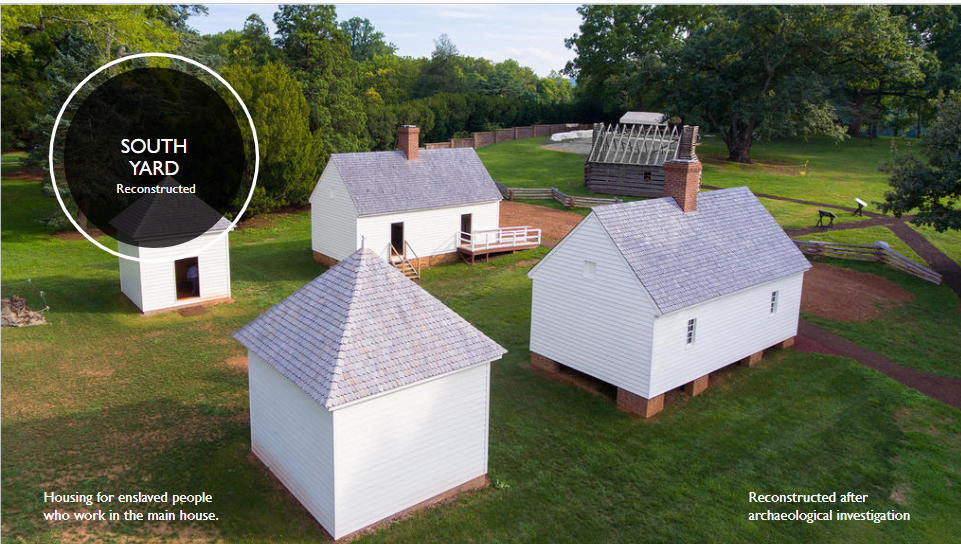 SOUTH
YARD
Reconstructed
Housing for enslaved people
who work in the main house.
Reconstructed after
archaeological investigation